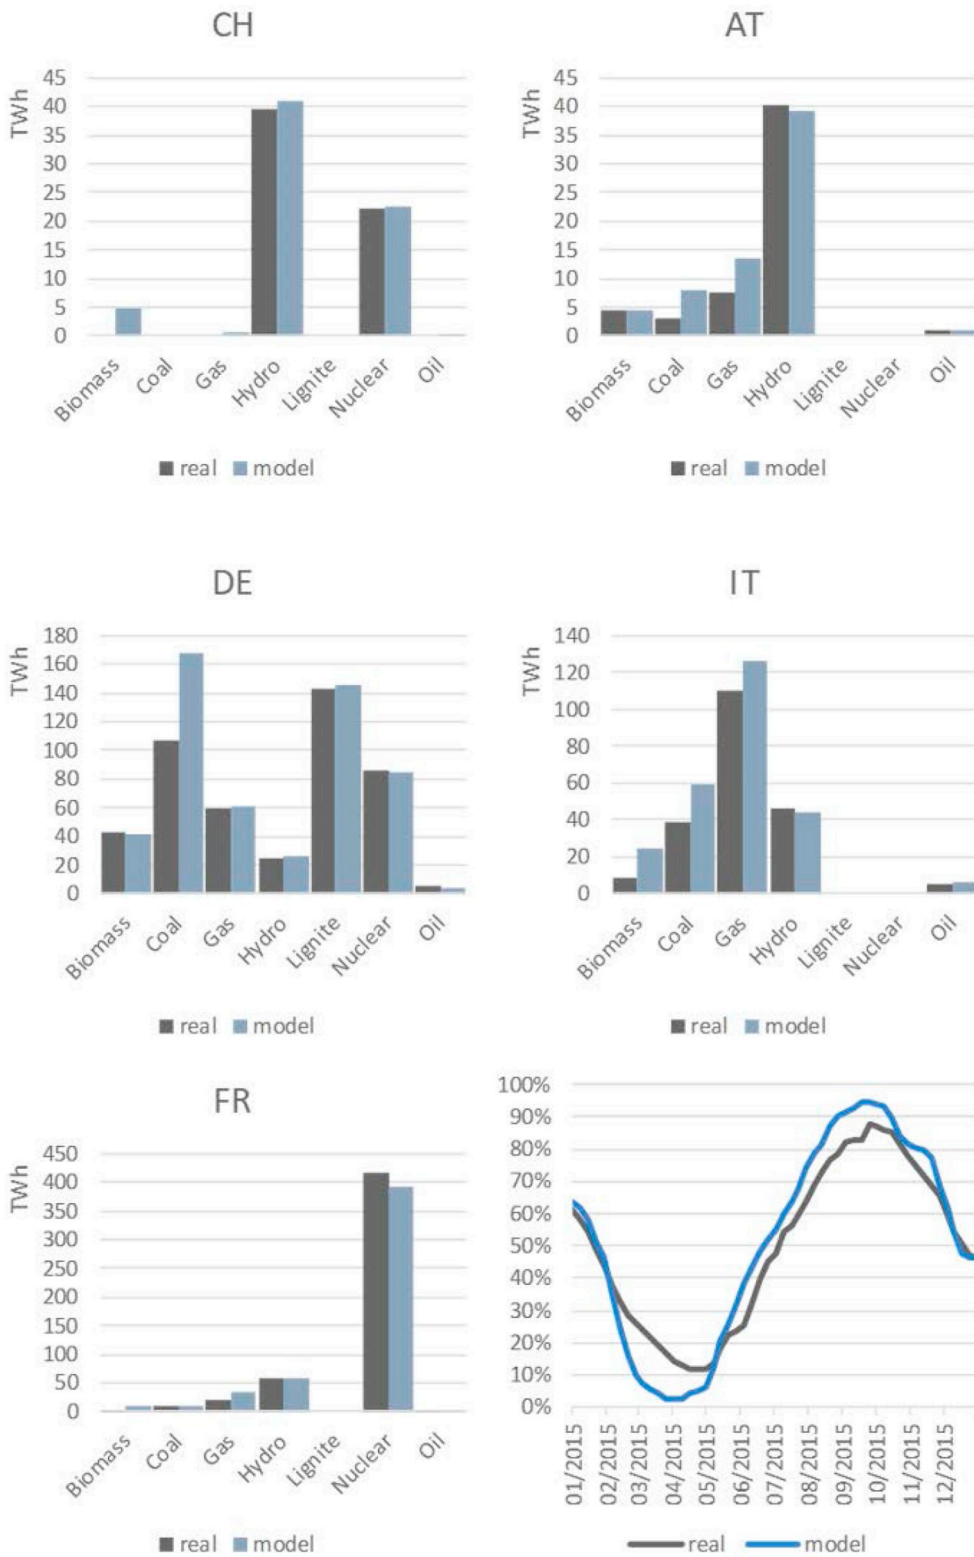 CH
TWh
45
40
35
30
25
20
15
10
5
0
Biomass
Coal
Gas
Hydro
Lignite
Nuclear
Oil
real model
AT
TWh
45
40
35
30
25
20
15
10
5
0
Biomass
Coal
Gas
Hydro
Lignite
Nuclear
Oil
real model
DE
TWh
180
160
140
120
100
80
60
40
20
0
Biomass
Coal
Gas
Hydro
Lignite
Nuclear
Oil
real model
IT
TWh
140
120
100
80
60
40
20
0
Biomass
Coal
Gas
Hydro
Lignite
Nuclear
Oil
real model
FR
TWh
450
400
350
300
250
200
150
100
50
0
Biomass
Coal
Gas
Hydro
Lignite
Nuclear
Oil
real model
100%
90%
80%
70%
60%
50%
40%
30%
20%
10%
0%
01/2015
02/2015
03/2015
04/2015
05/2015
06/2015
07/2015
08/2015
09/2015
10/2015
11/2015
12/2015
real model